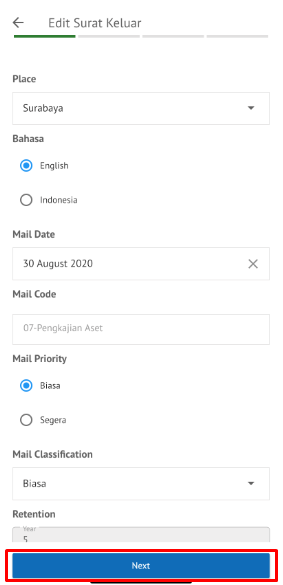 Edit Surat Keluar
Place
Surabaya
Bahasa
English
Indonesia
Mail Date
30 August 2020
Mail Code
07-Pengkajian Aset
Mail Priority
Biasa
Segera
Mail Classification
Biasa
Retention
Year
5
Next